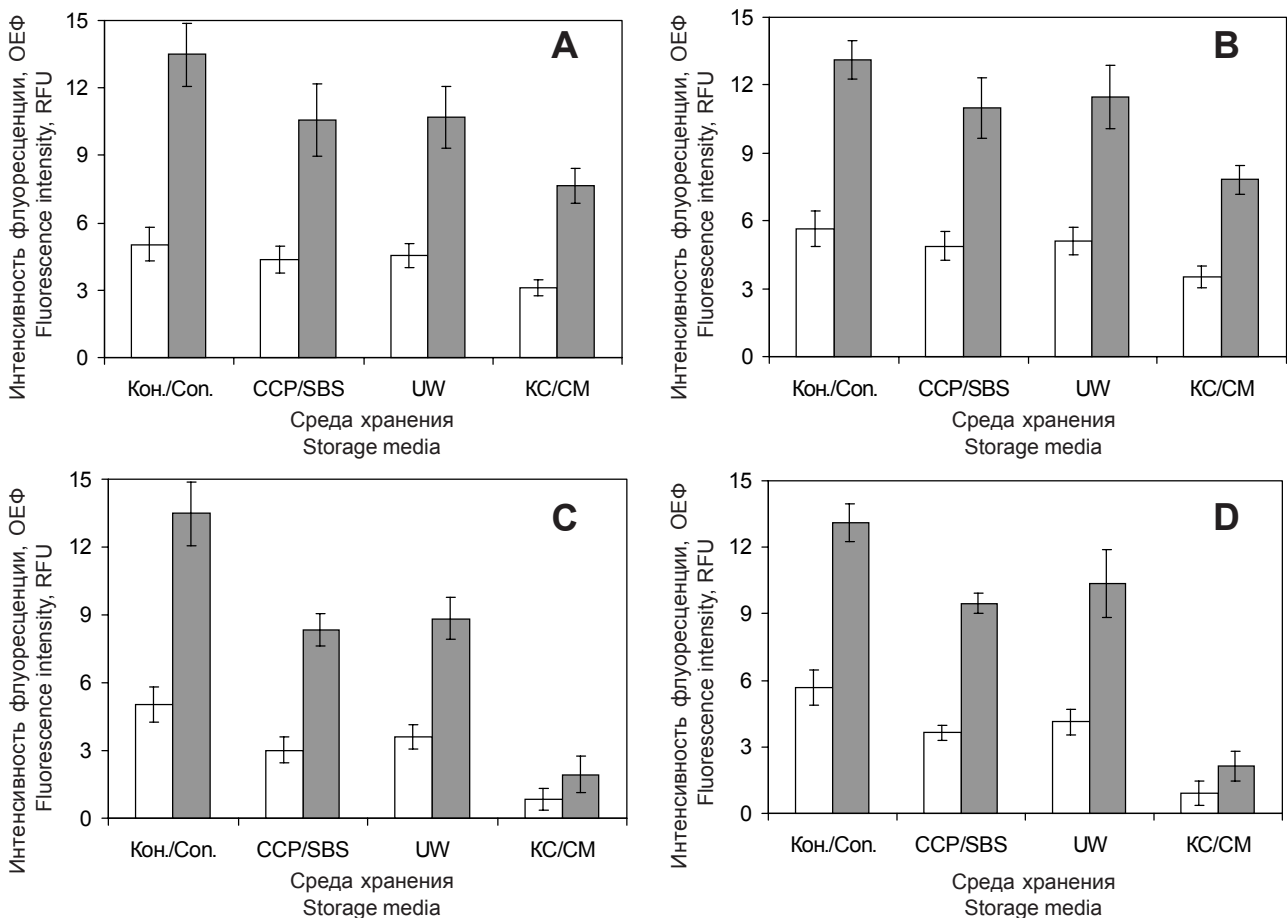 Интенсивность флуоресценции, ОЕФ
Fluorescence intensity, RFU
15
12
9
6
3
0
A
Кон./Con.
ССР/SBS
UW
КС/CM
Среда хранения
Storage media
Интенсивность флуоресценции, ОЕФ
Fluorescence intensity, RFU
15
12
9
6
3
0
B
Кон./Con.
ССР/SBS
UW
КС/CM
Среда хранения
Storage media
Интенсивность флуоресценции, ОЕФ
Fluorescence intensity, RFU
15
12
9
6
3
0
C
Кон./Con.
ССР/SBS
UW
КС/CM
Среда хранения
Storage media
Интенсивность флуоресценции, ОЕФ
Fluorescence intensity, RFU
15
12
9
6
3
0
D
Кон./Con.
ССР/SBS
UW
КС/CM
Среда хранения
Storage media